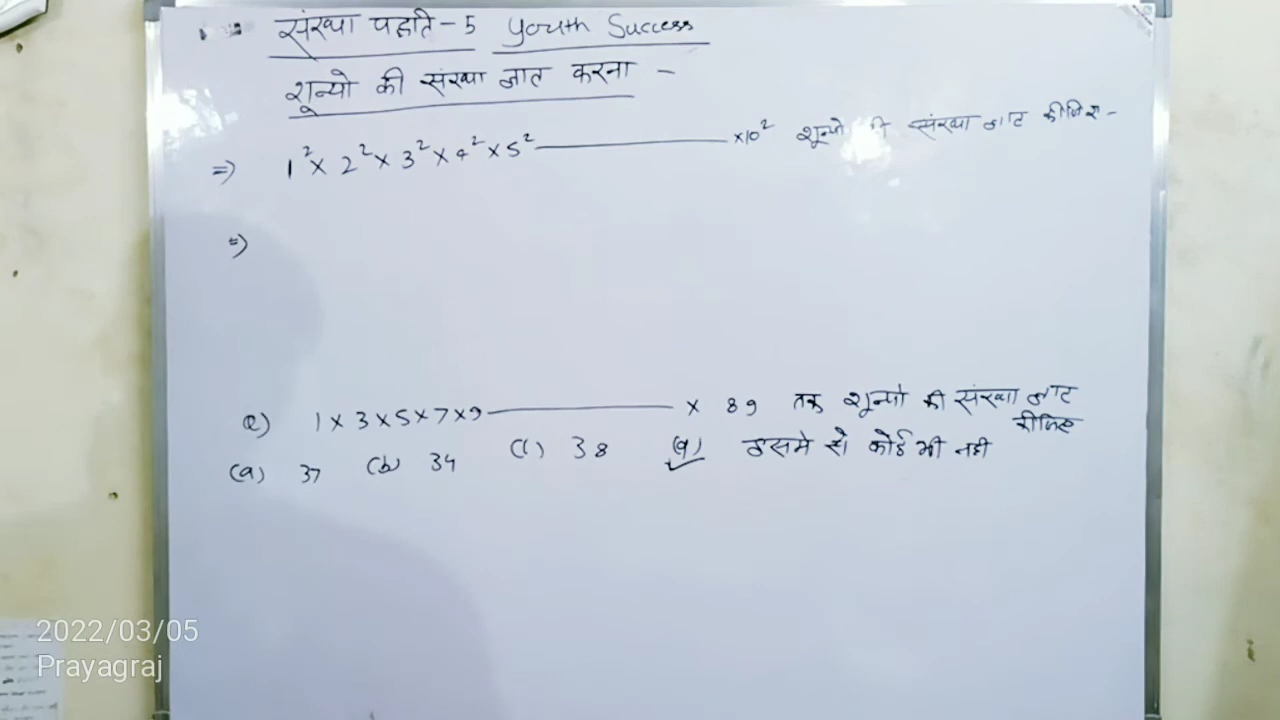 संख्या पद्धति - 5 Youth Success
शून्यो की संख्या ज्ञात करना -
⇒) 1² × 2² × 3² × 4² × 5² ——— ×10² शून्यो की संख्या ज्ञात कीजिए -
⇒)
Q) 1 × 3 × 5 × 7 × 9 ——— × 89 तक शून्यो की संख्या ज्ञात
कीजिए
(a) 37 (b) 34 (c) 38 (d) इसमे से कोई भी नही
2022/03/05
Prayagraj